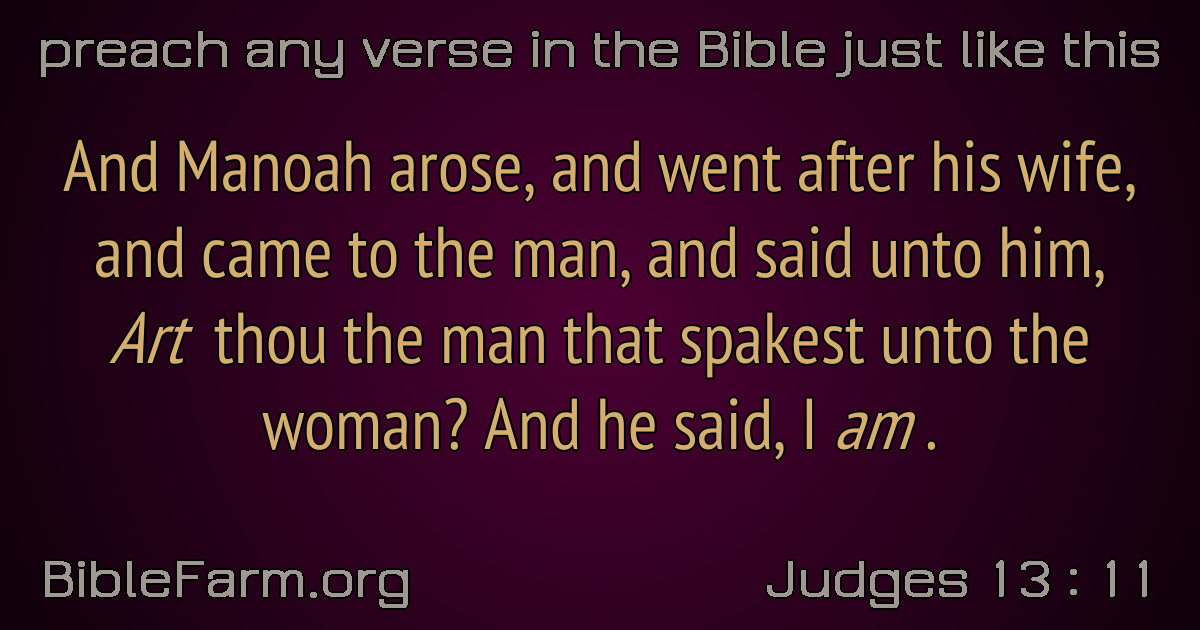 preach any verse in the Bible just like this
And Manoah arose, and went after his wife,
and came to the man, and said unto him,
Art thou the man that spakest unto the
woman? And he said, I am .
BibleFarm.org
Judges 13 : 11